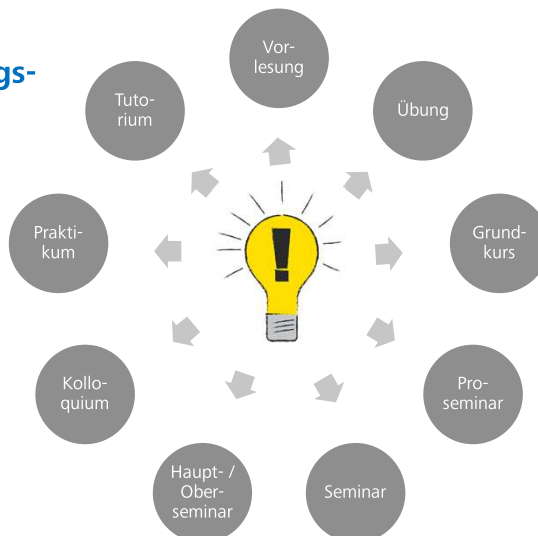 gs-
Vor-
lesung
Übung
Grund-
kurs
Pro-
seminar
Seminar
Haupt- /
Ober-
seminar
Kollo-
quium
Prakti-
kum
Tuto-
rium
!